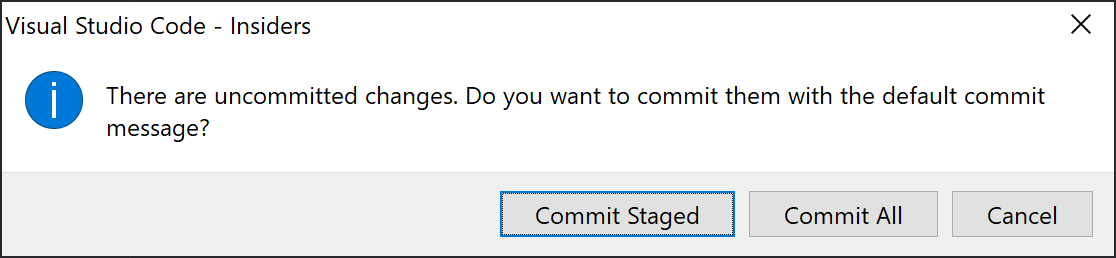 Visual Studio Code - Insiders
There are uncommitted changes. Do you want to commit them with the default commit
message?
Commit Staged
Commit All
Cancel